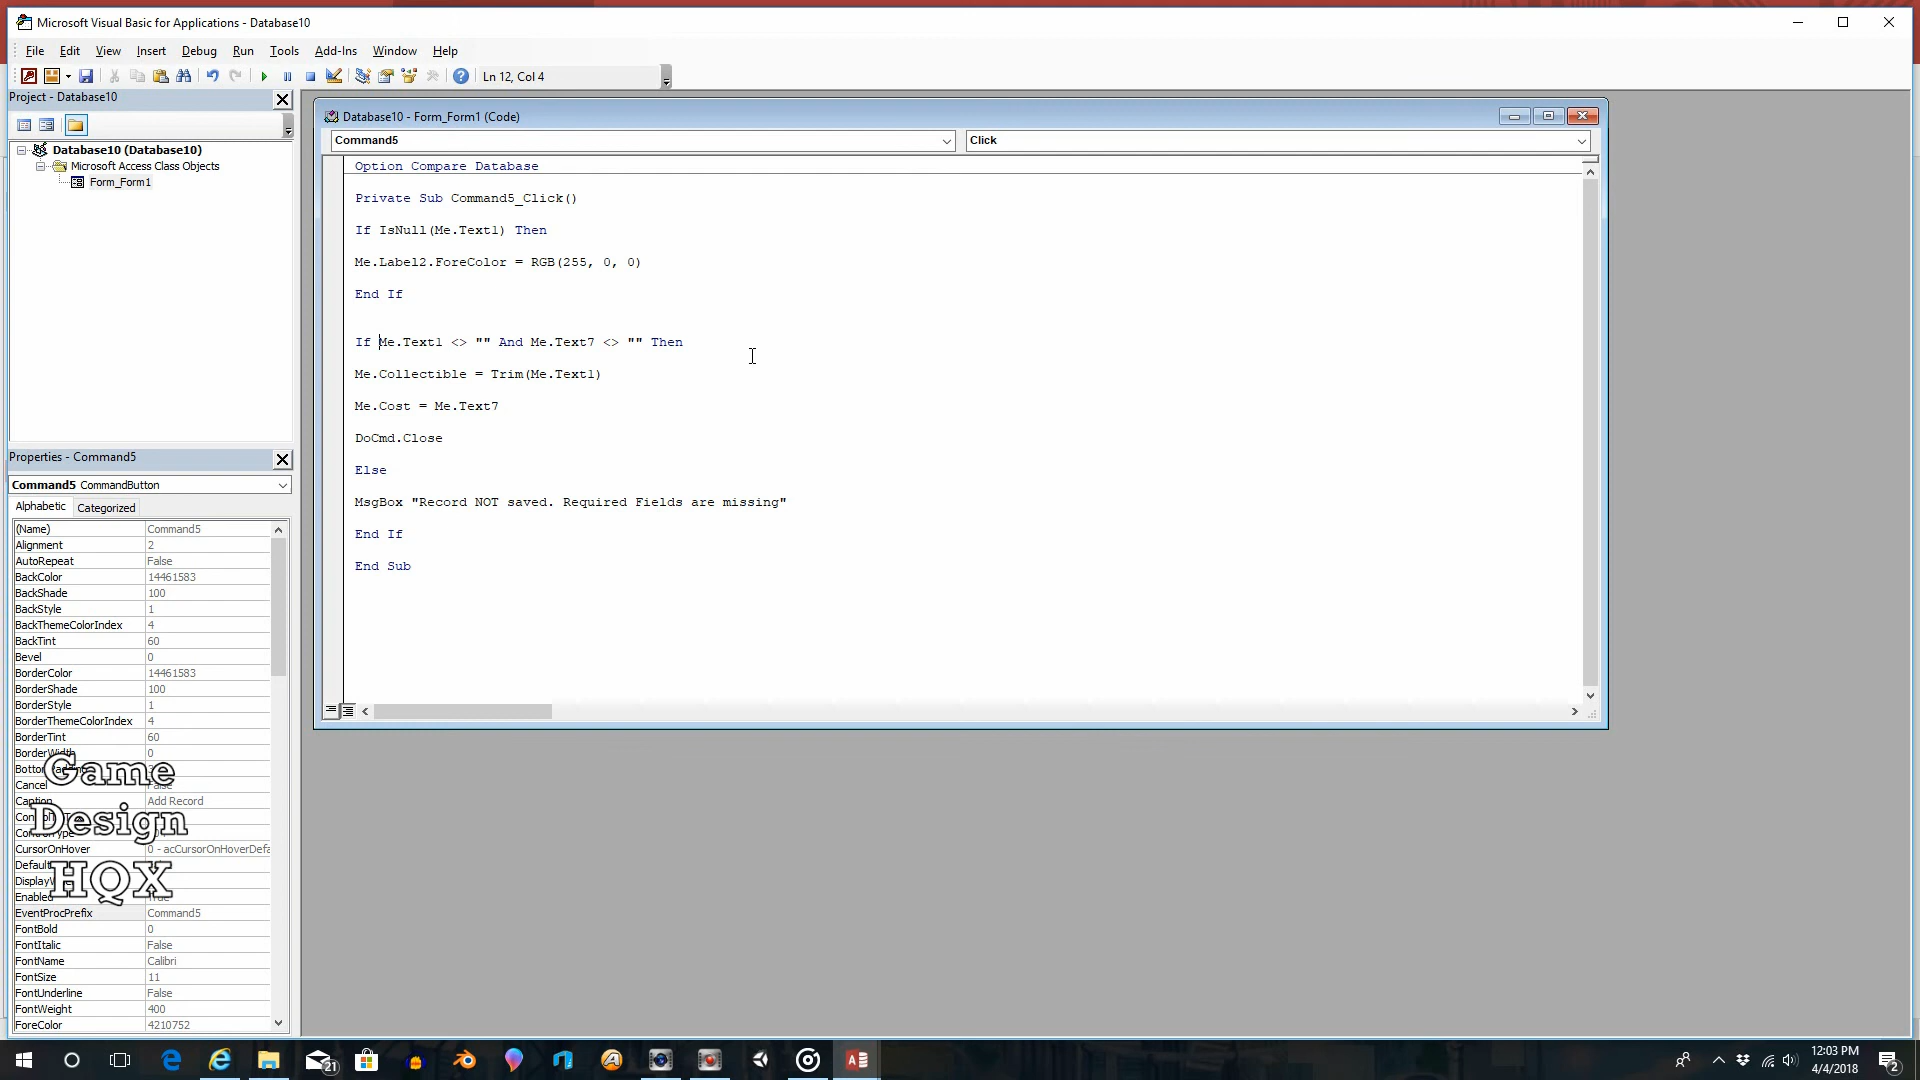 Microsoft Visual Basic for Applications - Database10
File Edit View Insert Debug Run Tools Add-Ins Window Help
Ln 12, Col 4
Project - Database10
Database10 (Database10)
Microsoft Access Class Objects
Form_Form1
Database10 - Form_Form1 (Code)
Command5 Click
Option Compare Database
Private Sub Command5_Click()
If IsNull(Me.Text1) Then
Me.Label2.ForeColor = RGB(255, 0, 0)
End If
If Me.Text1 <> "" And Me.Text7 <> "" Then
Me.Collectible = Trim(Me.Text1)
Me.Cost = Me.Text7
DoCmd.Close
Else
MsgBox "Record NOT saved. Required Fields are missing"
End If
End Sub
Properties - Command5
Command5 CommandButton
Alphabetic Categorized
(Name) Command5
Alignment 2
AutoRepeat False
BackColor 14461583
BackShade 100
BackStyle 1
BackThemeColorIndex 4
BackTint 60
Bevel 0
BorderColor 14461583
BorderShade 100
BorderStyle 1
BorderThemeColorIndex 4
BorderTint 60
BorderWidth 0
Cancel False
Caption Add Record
CursorOnHover 0 - acCursorOnHoverDefa
Enabled True
EventProcPrefix Command5
FontBold 0
FontItalic False
FontName Calibri
FontSize 11
FontUnderline False
FontWeight 400
ForeColor 4210752
Game
Design
HQX
21
12:03 PM
4/4/2018
2